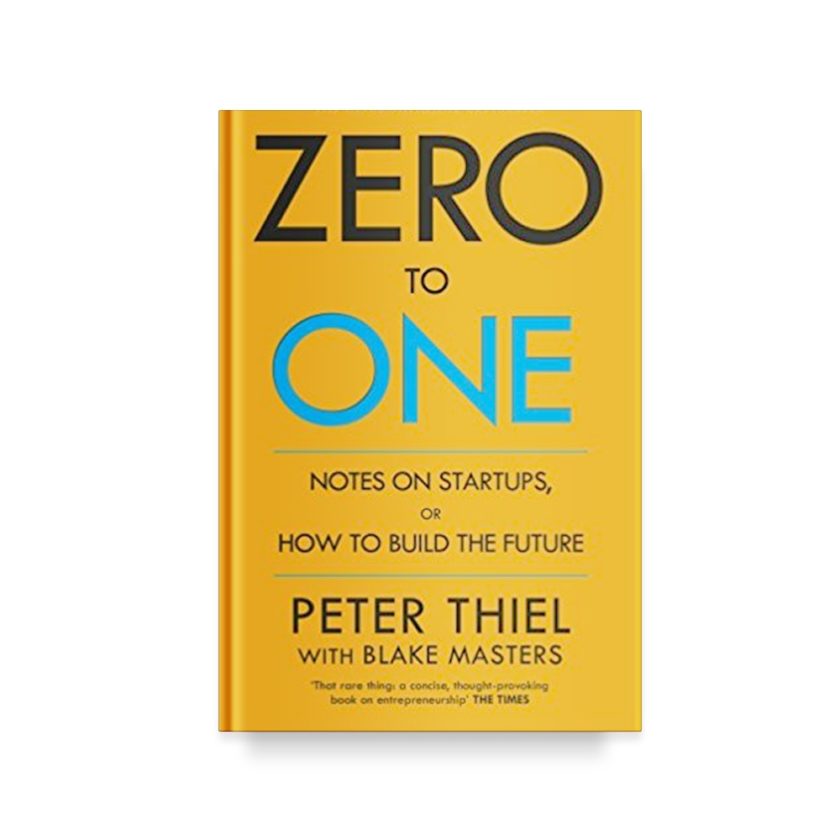 ZERO
TO
ONE
NOTES ON STARTUPS,
OR
HOW TO BUILD THE FUTURE
PETER THIEL
WITH BLAKE MASTERS
'That rare thing: a concise, thought-provoking
book on entrepreneurship' THE TIMES